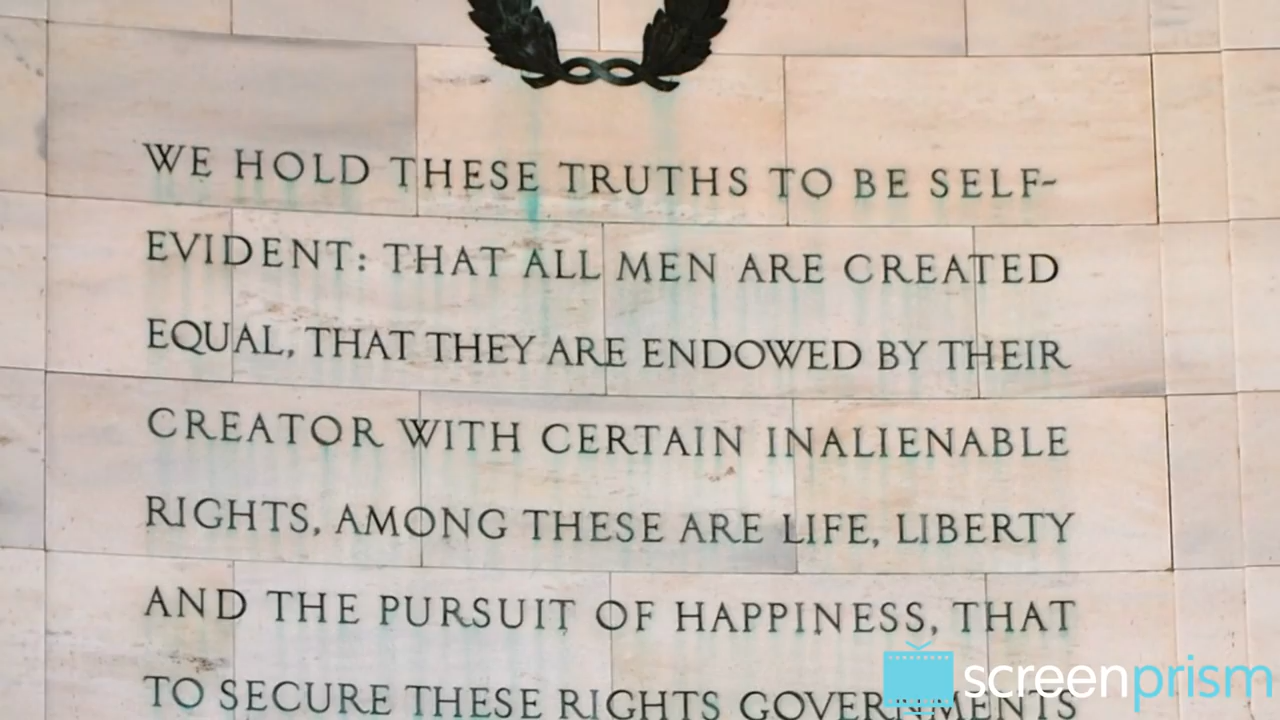 WE HOLD THESE TRUTHS TO BE SELF-
EVIDENT: THAT ALL MEN ARE CREATED
EQUAL, THAT THEY ARE ENDOWED BY THEIR
CREATOR WITH CERTAIN INALIENABLE
RIGHTS, AMONG THESE ARE LIFE, LIBERTY
AND THE PURSUIT OF HAPPINESS, THAT
TO SECURE THESE RIGHTS GOVERNMENTS
screenprism